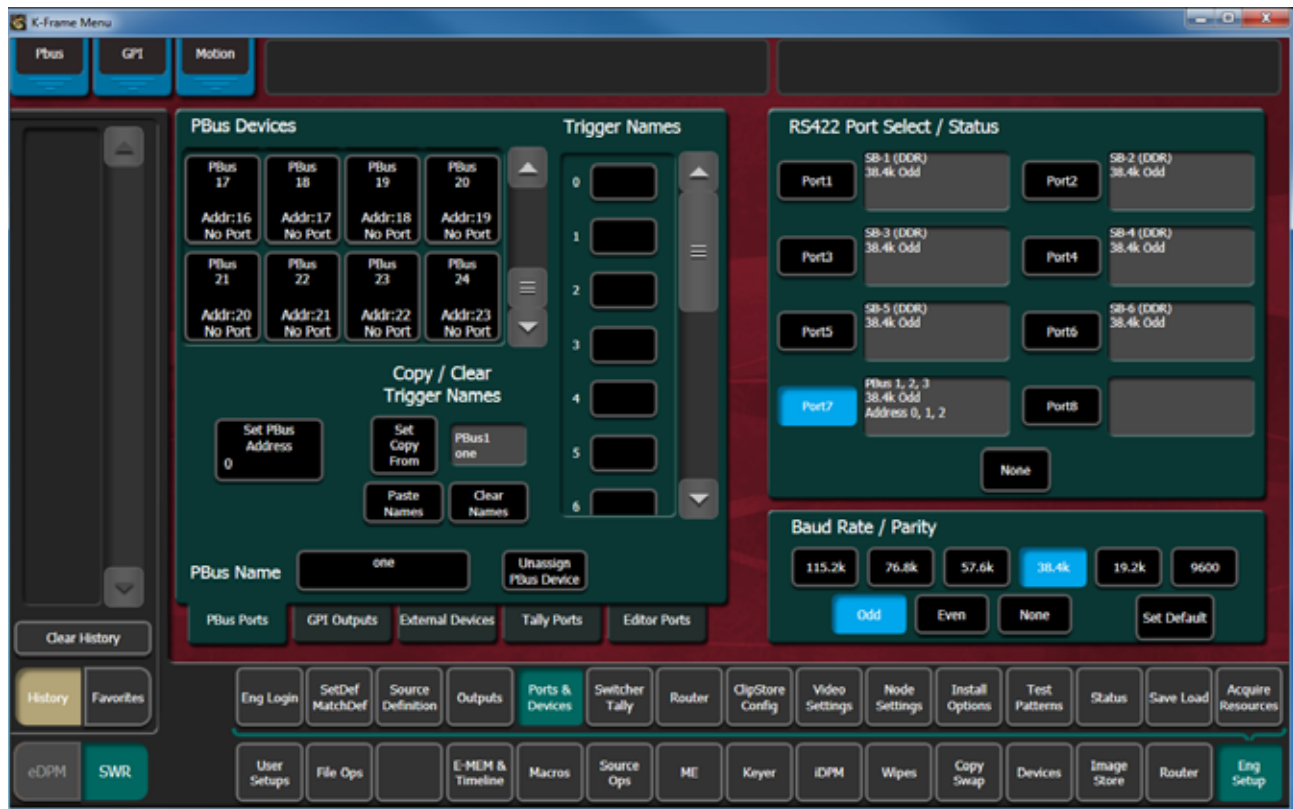 K-Frame Menu
Pbus
GPI
Motion
PBus Devices
Trigger Names
PBus
17
Addr:16
No Port
PBus
18
Addr:17
No Port
PBus
19
Addr:18
No Port
PBus
20
Addr:19
No Port
PBus
21
Addr:20
No Port
PBus
22
Addr:21
No Port
PBus
23
Addr:22
No Port
PBus
24
Addr:23
No Port
0
1
2
3
4
5
6
Copy / Clear
Trigger Names
Set PBus
Address
0
Set
Copy
From
PBus1
one
Paste
Names
Clear
Names
PBus Name
one
Unassign
PBus Device
PBus Ports
GPI Outputs
External Devices
Tally Ports
Editor Ports
RS422 Port Select / Status
Port1
SB-1 (DDR)
38.4k Odd
Port2
SB-2 (DDR)
38.4k Odd
Port3
SB-3 (DDR)
38.4k Odd
Port4
SB-4 (DDR)
38.4k Odd
Port5
SB-5 (DDR)
38.4k Odd
Port6
SB-6 (DDR)
38.4k Odd
Port7
PBus 1, 2, 3
38.4k Odd
Address 0, 1, 2
Port8
None
Baud Rate / Parity
115.2k
76.8k
57.6k
38.4k
19.2k
9600
Odd
Even
None
Set Default
Clear History
History
Favorites
Eng Login
SetDef
MatchDef
Source
Definition
Outputs
Ports &
Devices
Switcher
Tally
Router
ClipStore
Config
Video
Settings
Node
Settings
Install
Options
Test
Patterns
Status
Save Load
Acquire
Resources
eDPM
SWR
User
Setups
File Ops
E-MEM &
Timeline
Macros
Source
Ops
ME
Keyer
iDPM
Wipes
Copy
Swap
Devices
Image
Store
Router
Eng
Setup